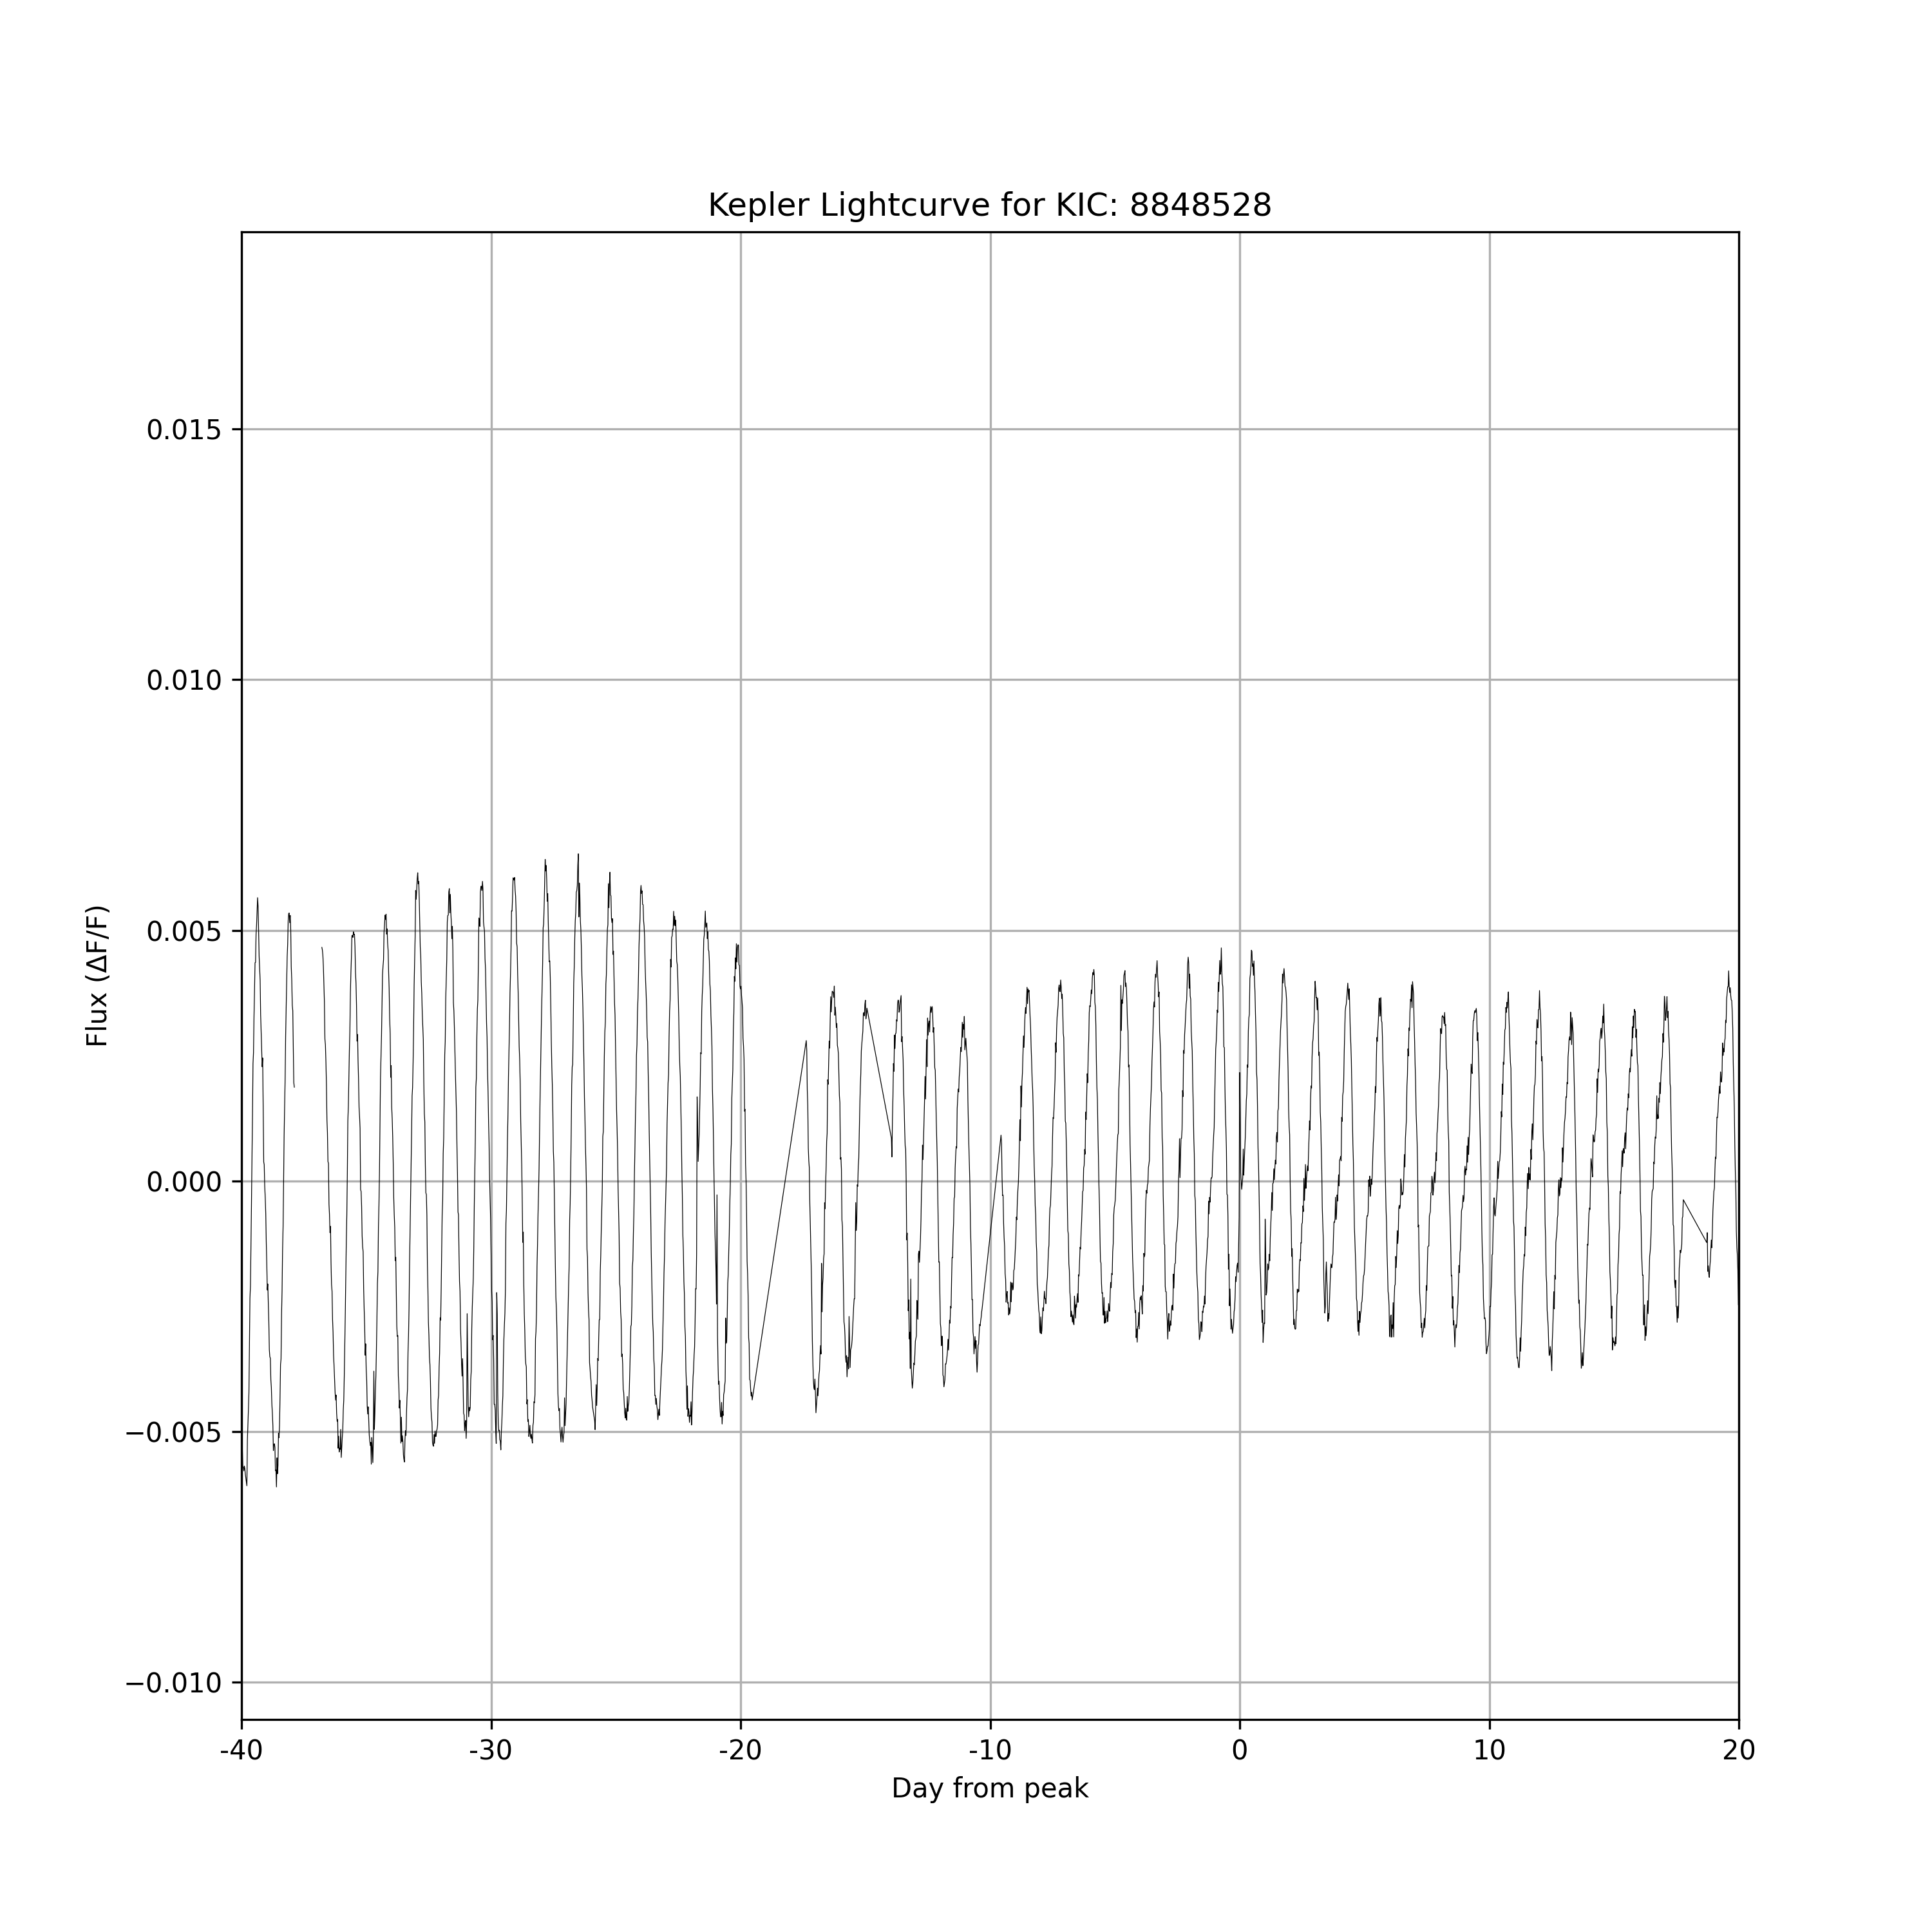 Kepler Lightcurve for KIC: 8848528
Flux (ΔF/F)
0.015
0.010
0.005
0.000
−0.005
−0.010
-40 -30 -20 -10 0 10 20
Day from peak